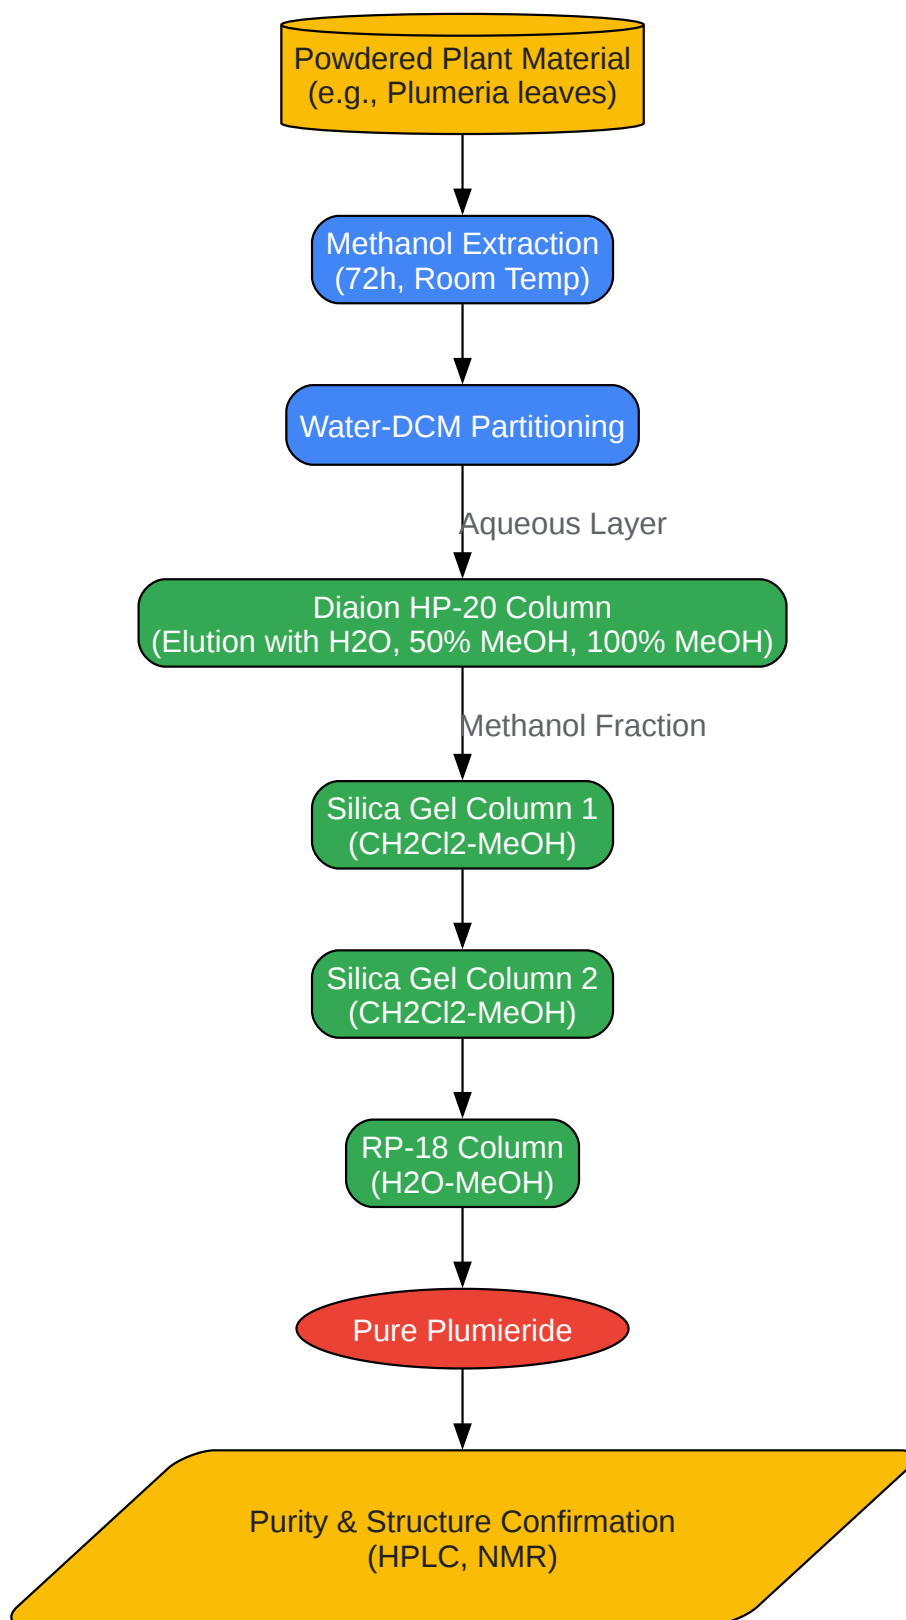 Powdered Plant Material
(e.g., Plumeria leaves)
Methanol Extraction
(72h, Room Temp)
Water-DCM Partitioning
Aqueous Layer
Diaion HP-20 Column
(Elution with H2O, 50% MeOH, 100% MeOH)
Methanol Fraction
Silica Gel Column 1
(CH2Cl2-MeOH)
Silica Gel Column 2
(CH2Cl2-MeOH)
RP-18 Column
(H2O-MeOH)
Pure Plumieride
Purity & Structure Confirmation
(HPLC, NMR)